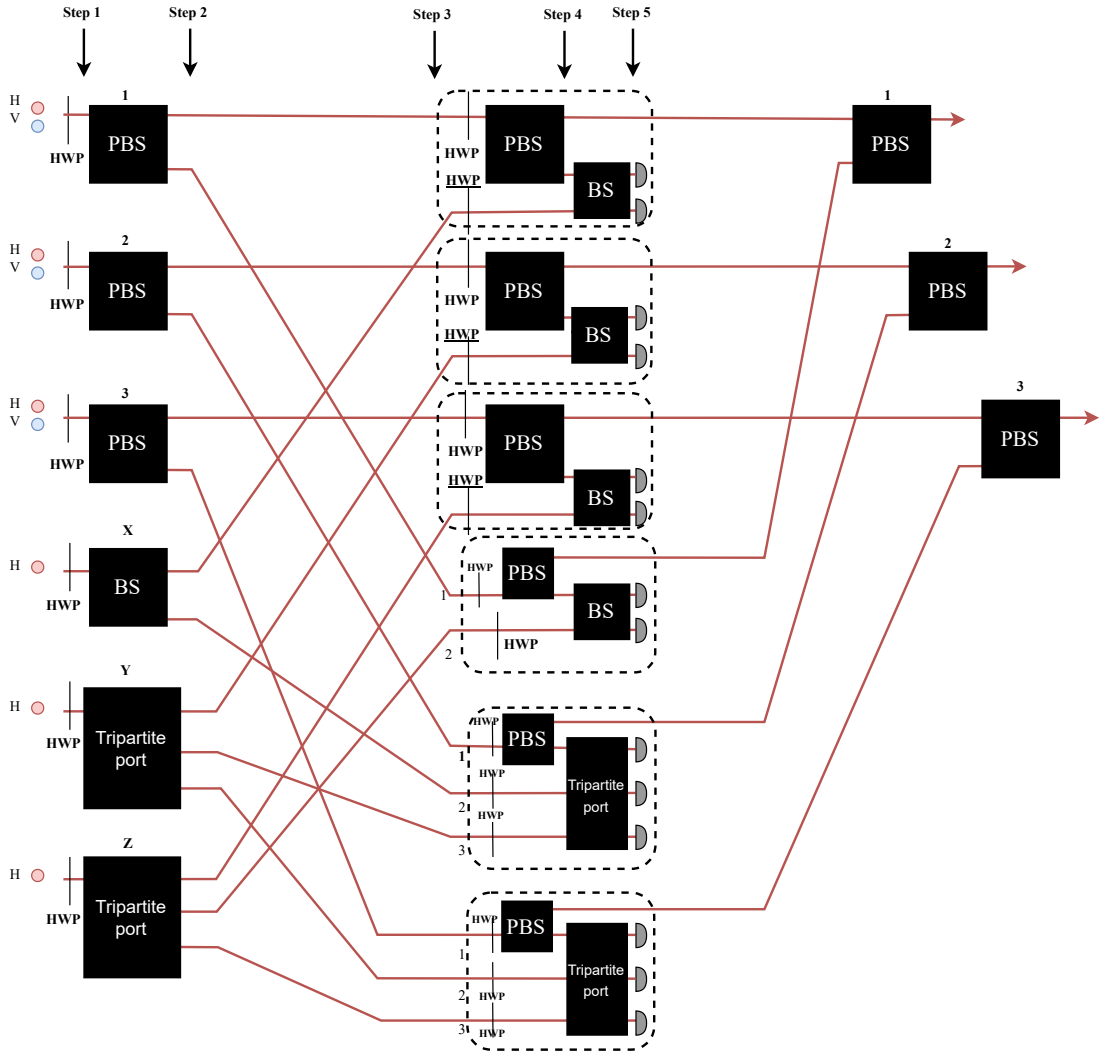 Step 1
Step 2
Step 3
Step 4
Step 5
H
V
HWP
1
PBS
HWP
HWP
PBS
BS
1
PBS
H
V
HWP
2
PBS
HWP
HWP
PBS
BS
2
PBS
H
V
HWP
3
PBS
HWP
HWP
PBS
BS
3
PBS
H
HWP
X
BS
HWP
1
PBS
2
HWP
BS
H
HWP
Y
Tripartite
port
HWP
PBS
1
HWP
2
HWP
3
Tripartite
port
H
HWP
Z
Tripartite
port
HWP
PBS
1
2
HWP
3
HWP
Tripartite
port